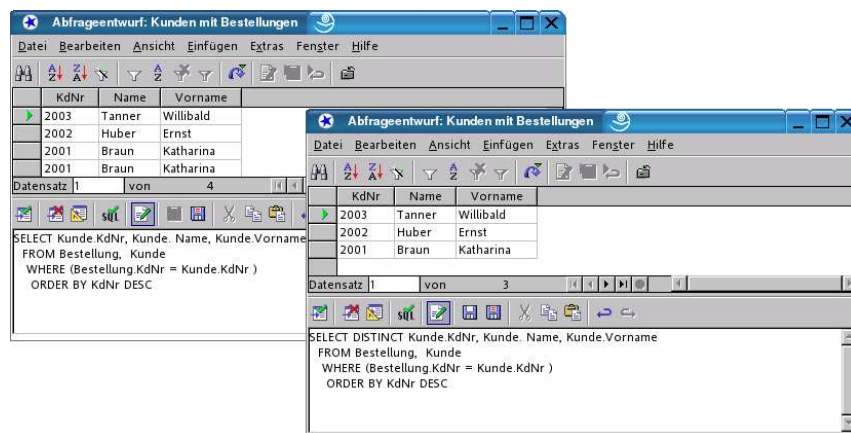 Abfrageentwurf: Kunden mit Bestellungen
Datei Bearbeiten Ansicht Einfügen Extras Fenster Hilfe
KdNr Name Vorname
2003 Tanner Willibald
2002 Huber Ernst
2001 Braun Katharina
2001 Braun Katharina
Datensatz 1 von 4
SQL
SELECT Kunde.KdNr, Kunde. Name, Kunde.Vorname
FROM Bestellung, Kunde
WHERE (Bestellung.KdNr = Kunde.KdNr )
ORDER BY KdNr DESC
Abfrageentwurf: Kunden mit Bestellungen
Datei Bearbeiten Ansicht Einfügen Extras Fenster Hilfe
KdNr Name Vorname
2003 Tanner Willibald
2002 Huber Ernst
2001 Braun Katharina
Datensatz 1 von 3
SQL
SELECT DISTINCT Kunde.KdNr, Kunde. Name, Kunde.Vorname
FROM Bestellung, Kunde
WHERE (Bestellung.KdNr = Kunde.KdNr )
ORDER BY KdNr DESC